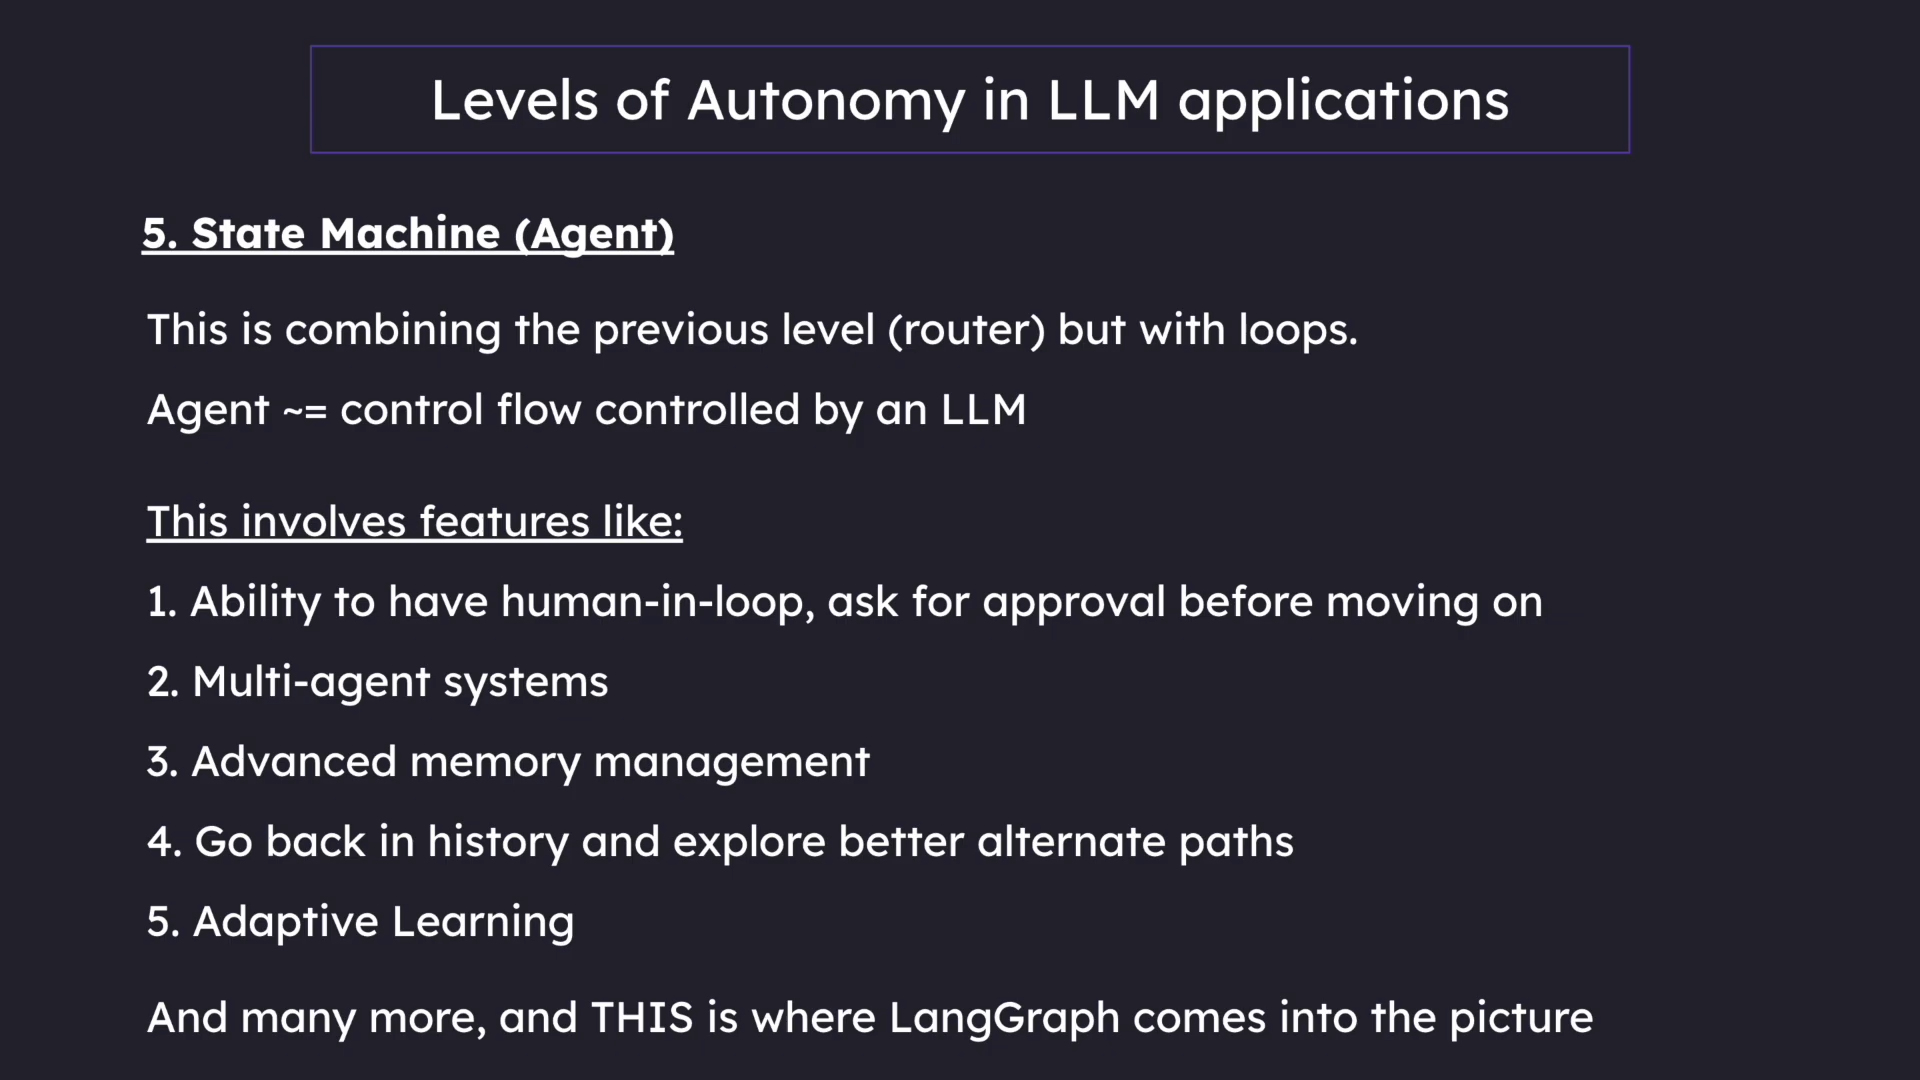 Levels of Autonomy in LLM applications
5. State Machine (Agent)
This is combining the previous level (router) but with loops.
Agent ~= control flow controlled by an LLM
This involves features like:
1. Ability to have human-in-loop, ask for approval before moving on
2. Multi-agent systems
3. Advanced memory management
4. Go back in history and explore better alternate paths
5. Adaptive Learning
And many more, and THIS is where LangGraph comes into the picture